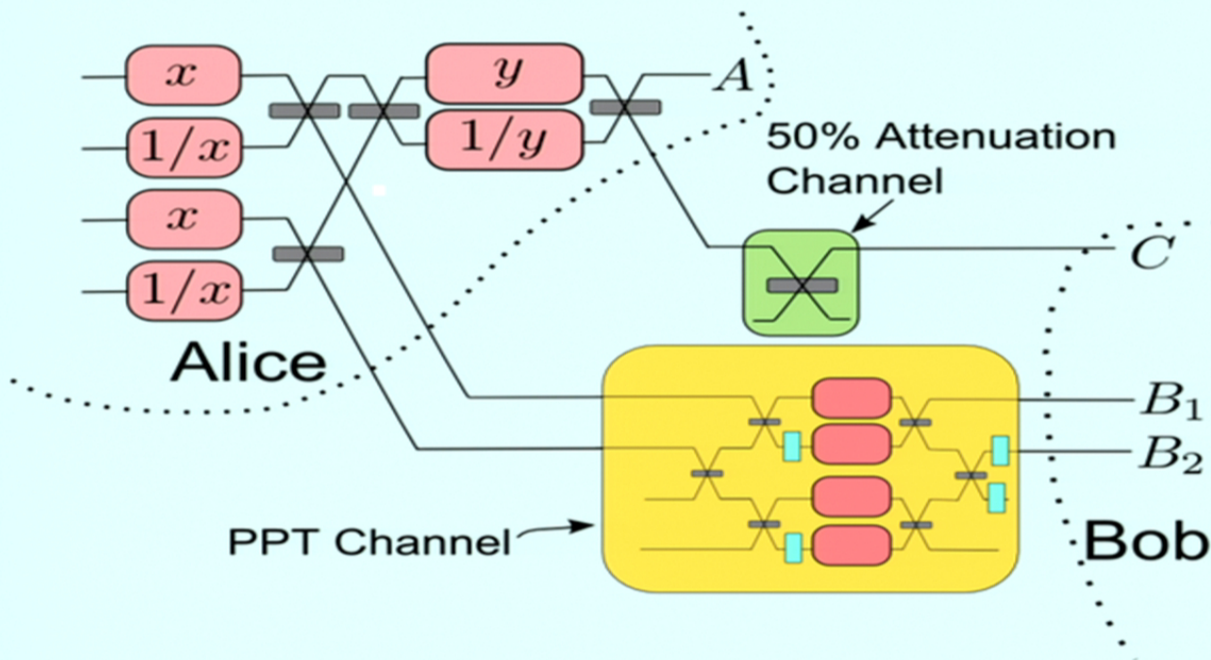 x
y
A
1/x
1/y
50% Attenuation
Channel
x
C
1/x
Alice
B₁
B₂
PPT Channel
Bob